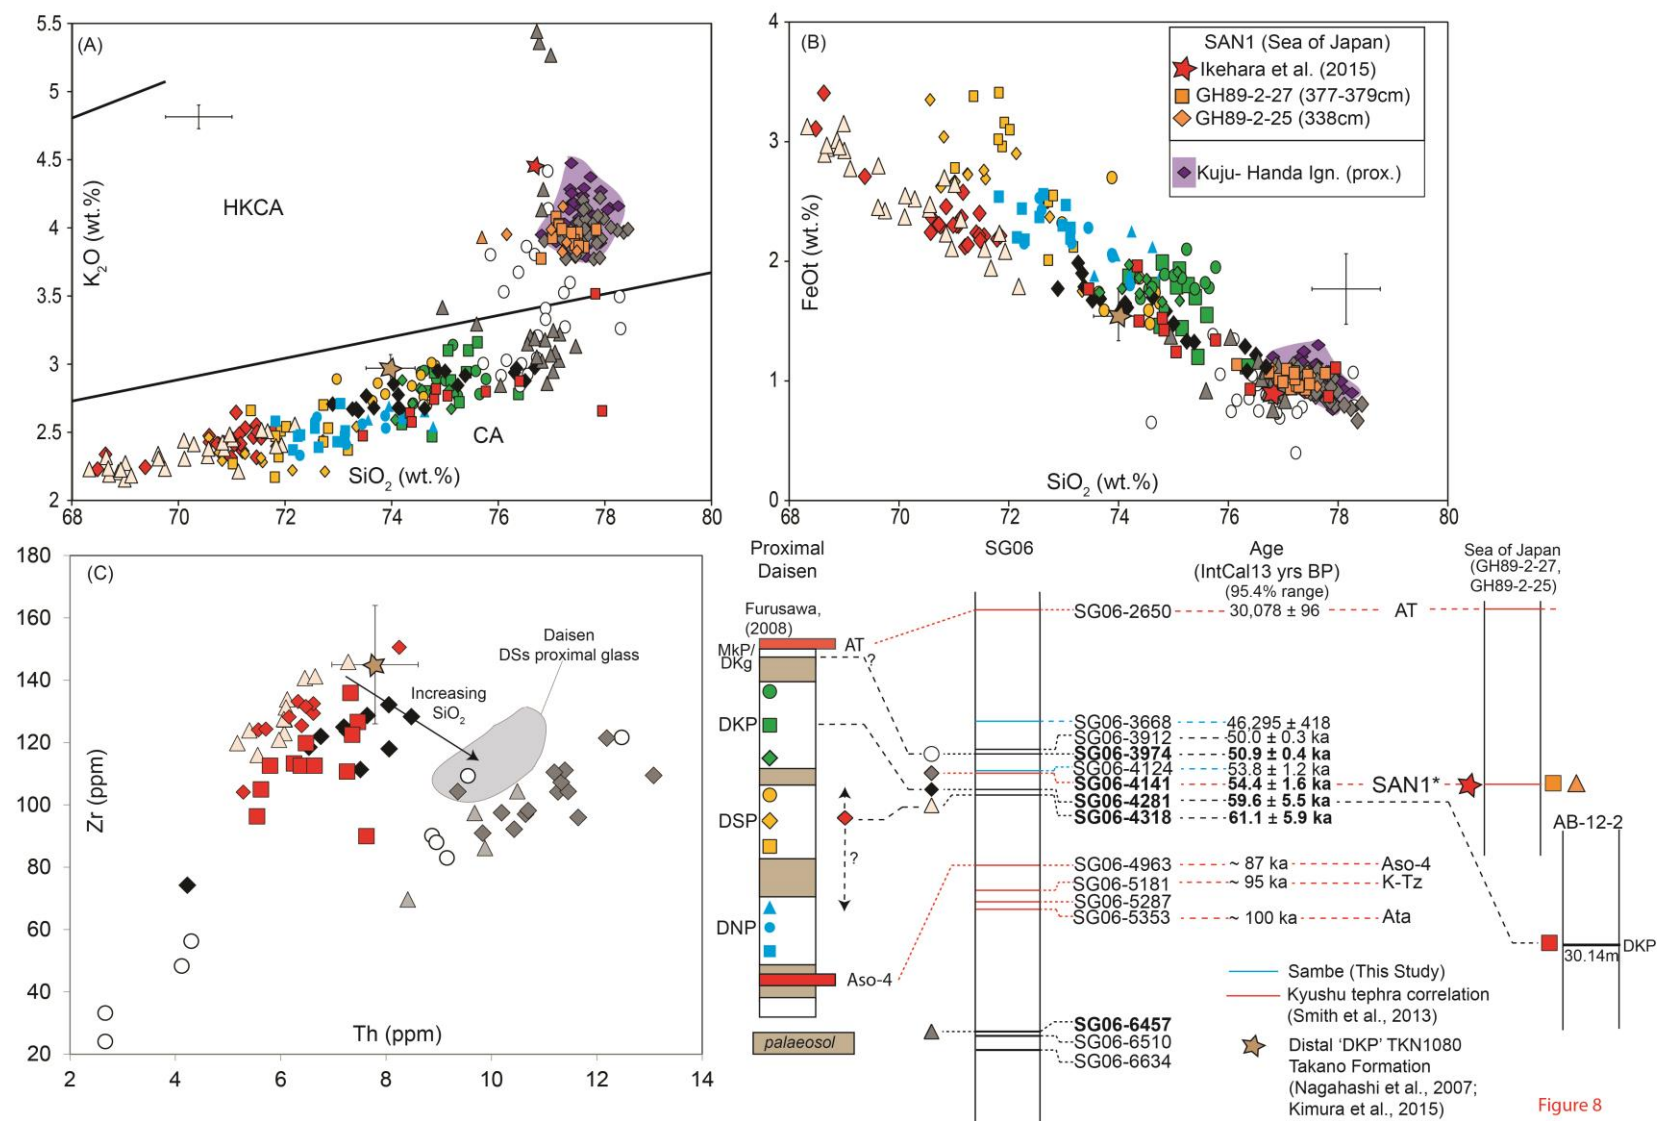 (A)
5.5
5
4.5
4
3.5
3
2.5
2
K2O (wt.%)
HKCA
CA
SiO2 (wt.%)
68
70
72
74
76
78
80
(B)
4
3
2
1
0
FeOt (wt.%)
SiO2 (wt.%)
68
70
72
74
76
78
80
SAN1 (Sea of Japan)
Ikehara et al. (2015)
GH89-2-27 (377-379cm)
GH89-2-25 (338cm)
Kuju- Handa Ign. (prox.)
(C)
180
160
140
120
100
80
60
40
20
Zr (ppm)
Daisen
DSs proximal glass
Increasing
SiO2
Th (ppm)
2
4
6
8
10
12
14
Proximal
Daisen
Furusawa,
(2008)
MkP/
DKg
AT
DKP
DSP
DNP
Aso-4
palaeosol
?
?
SG06
Age
(IntCal13 yrs BP)
(95.4% range)
Sea of Japan
(GH89-2-27,
GH89-2-25)
SG06-2650 30,078 ± 96 AT
SG06-3668 46,295 ± 418
SG06-3912 50.0 ± 0.3 ka
SG06-3974 50.9 ± 0.4 ka
SG06-4124 53.8 ± 1.2 ka
SG06-4141 54.4 ± 1.6 ka SAN1*
SG06-4281 59.6 ± 5.5 ka
SG06-4318 61.1 ± 5.9 ka
AB-12-2
SG06-4963 ~ 87 ka Aso-4
SG06-5181 ~ 95 ka K-Tz
SG06-5287
SG06-5353 ~ 100 ka Ata
DKP
30.14m
SG06-6457
SG06-6510
SG06-6634
Sambe (This Study)
Kyushu tephra correlation
(Smith et al., 2013)
Distal ‘DKP’ TKN1080
Takano Formation
(Nagahashi et al., 2007;
Kimura et al., 2015)
Figure 8